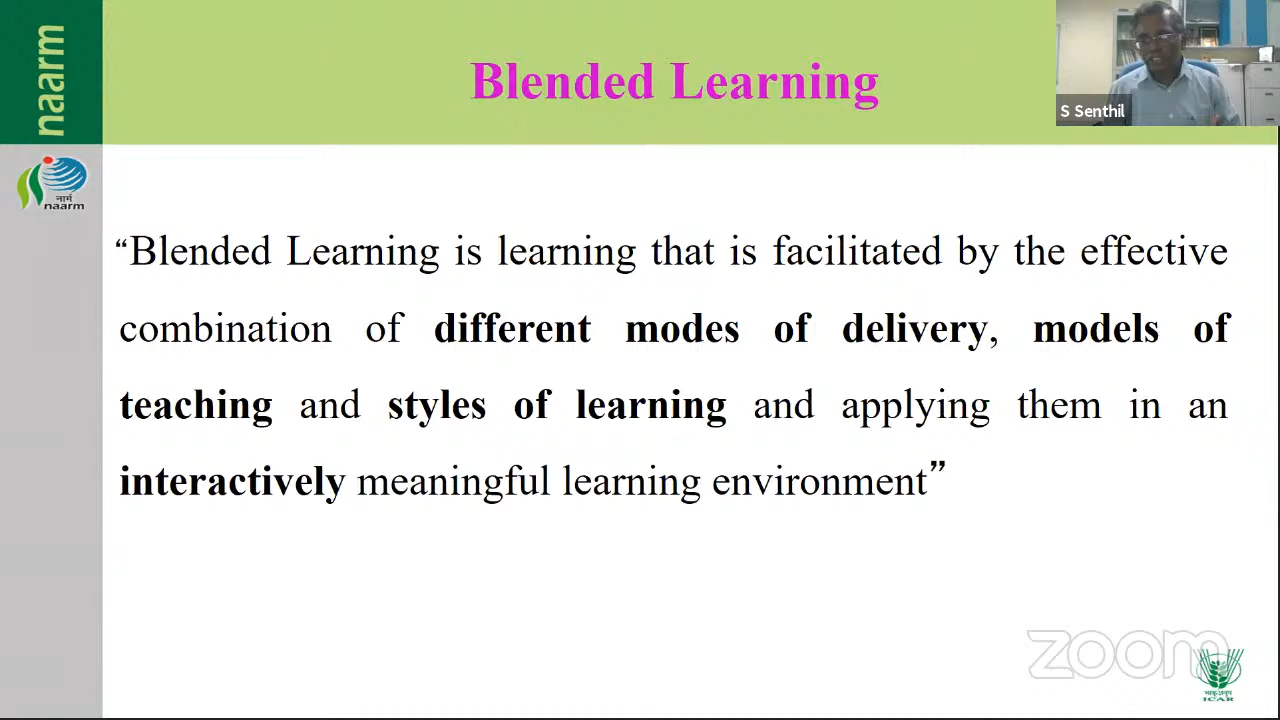 naarm
Blended Learning
S Senthil
नार्म
naarm
“Blended Learning is learning that is facilitated by the effective
combination of different modes of delivery, models of
teaching and styles of learning and applying them in an
interactively meaningful learning environment”
zoom
भाकृअनुप
ICAR